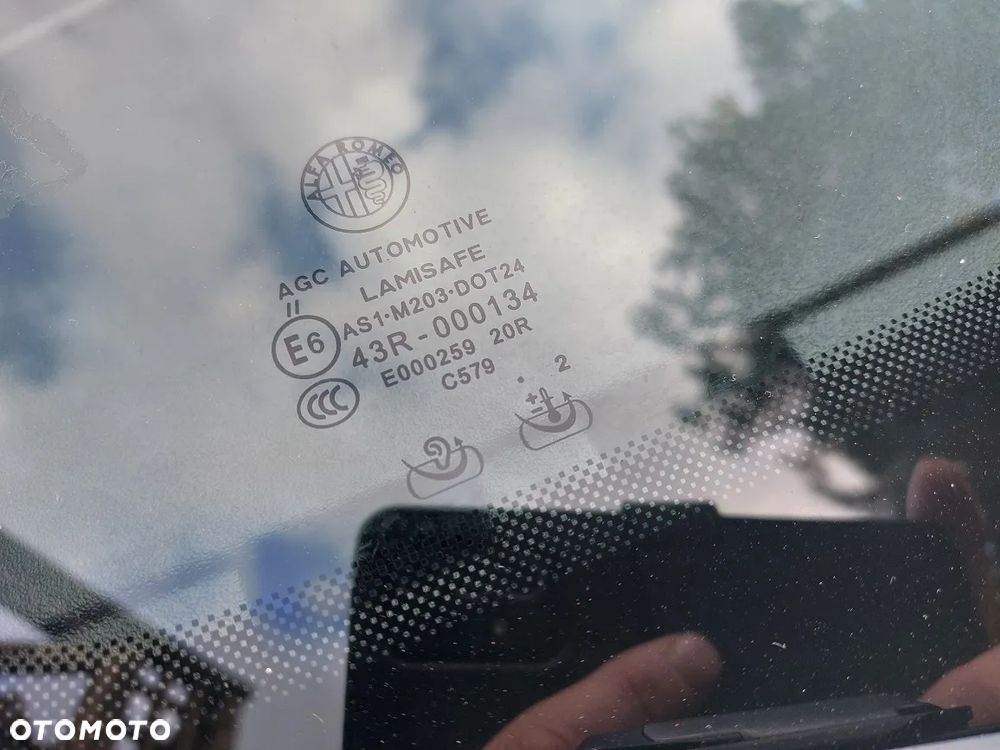 ALFA ROMEO
AGC AUTOMOTIVE
LAMISAFE
II
AS1·M203·DOT24
E6
43R-000134
E000259 20R
CCC
C579
2
OTOMOTO